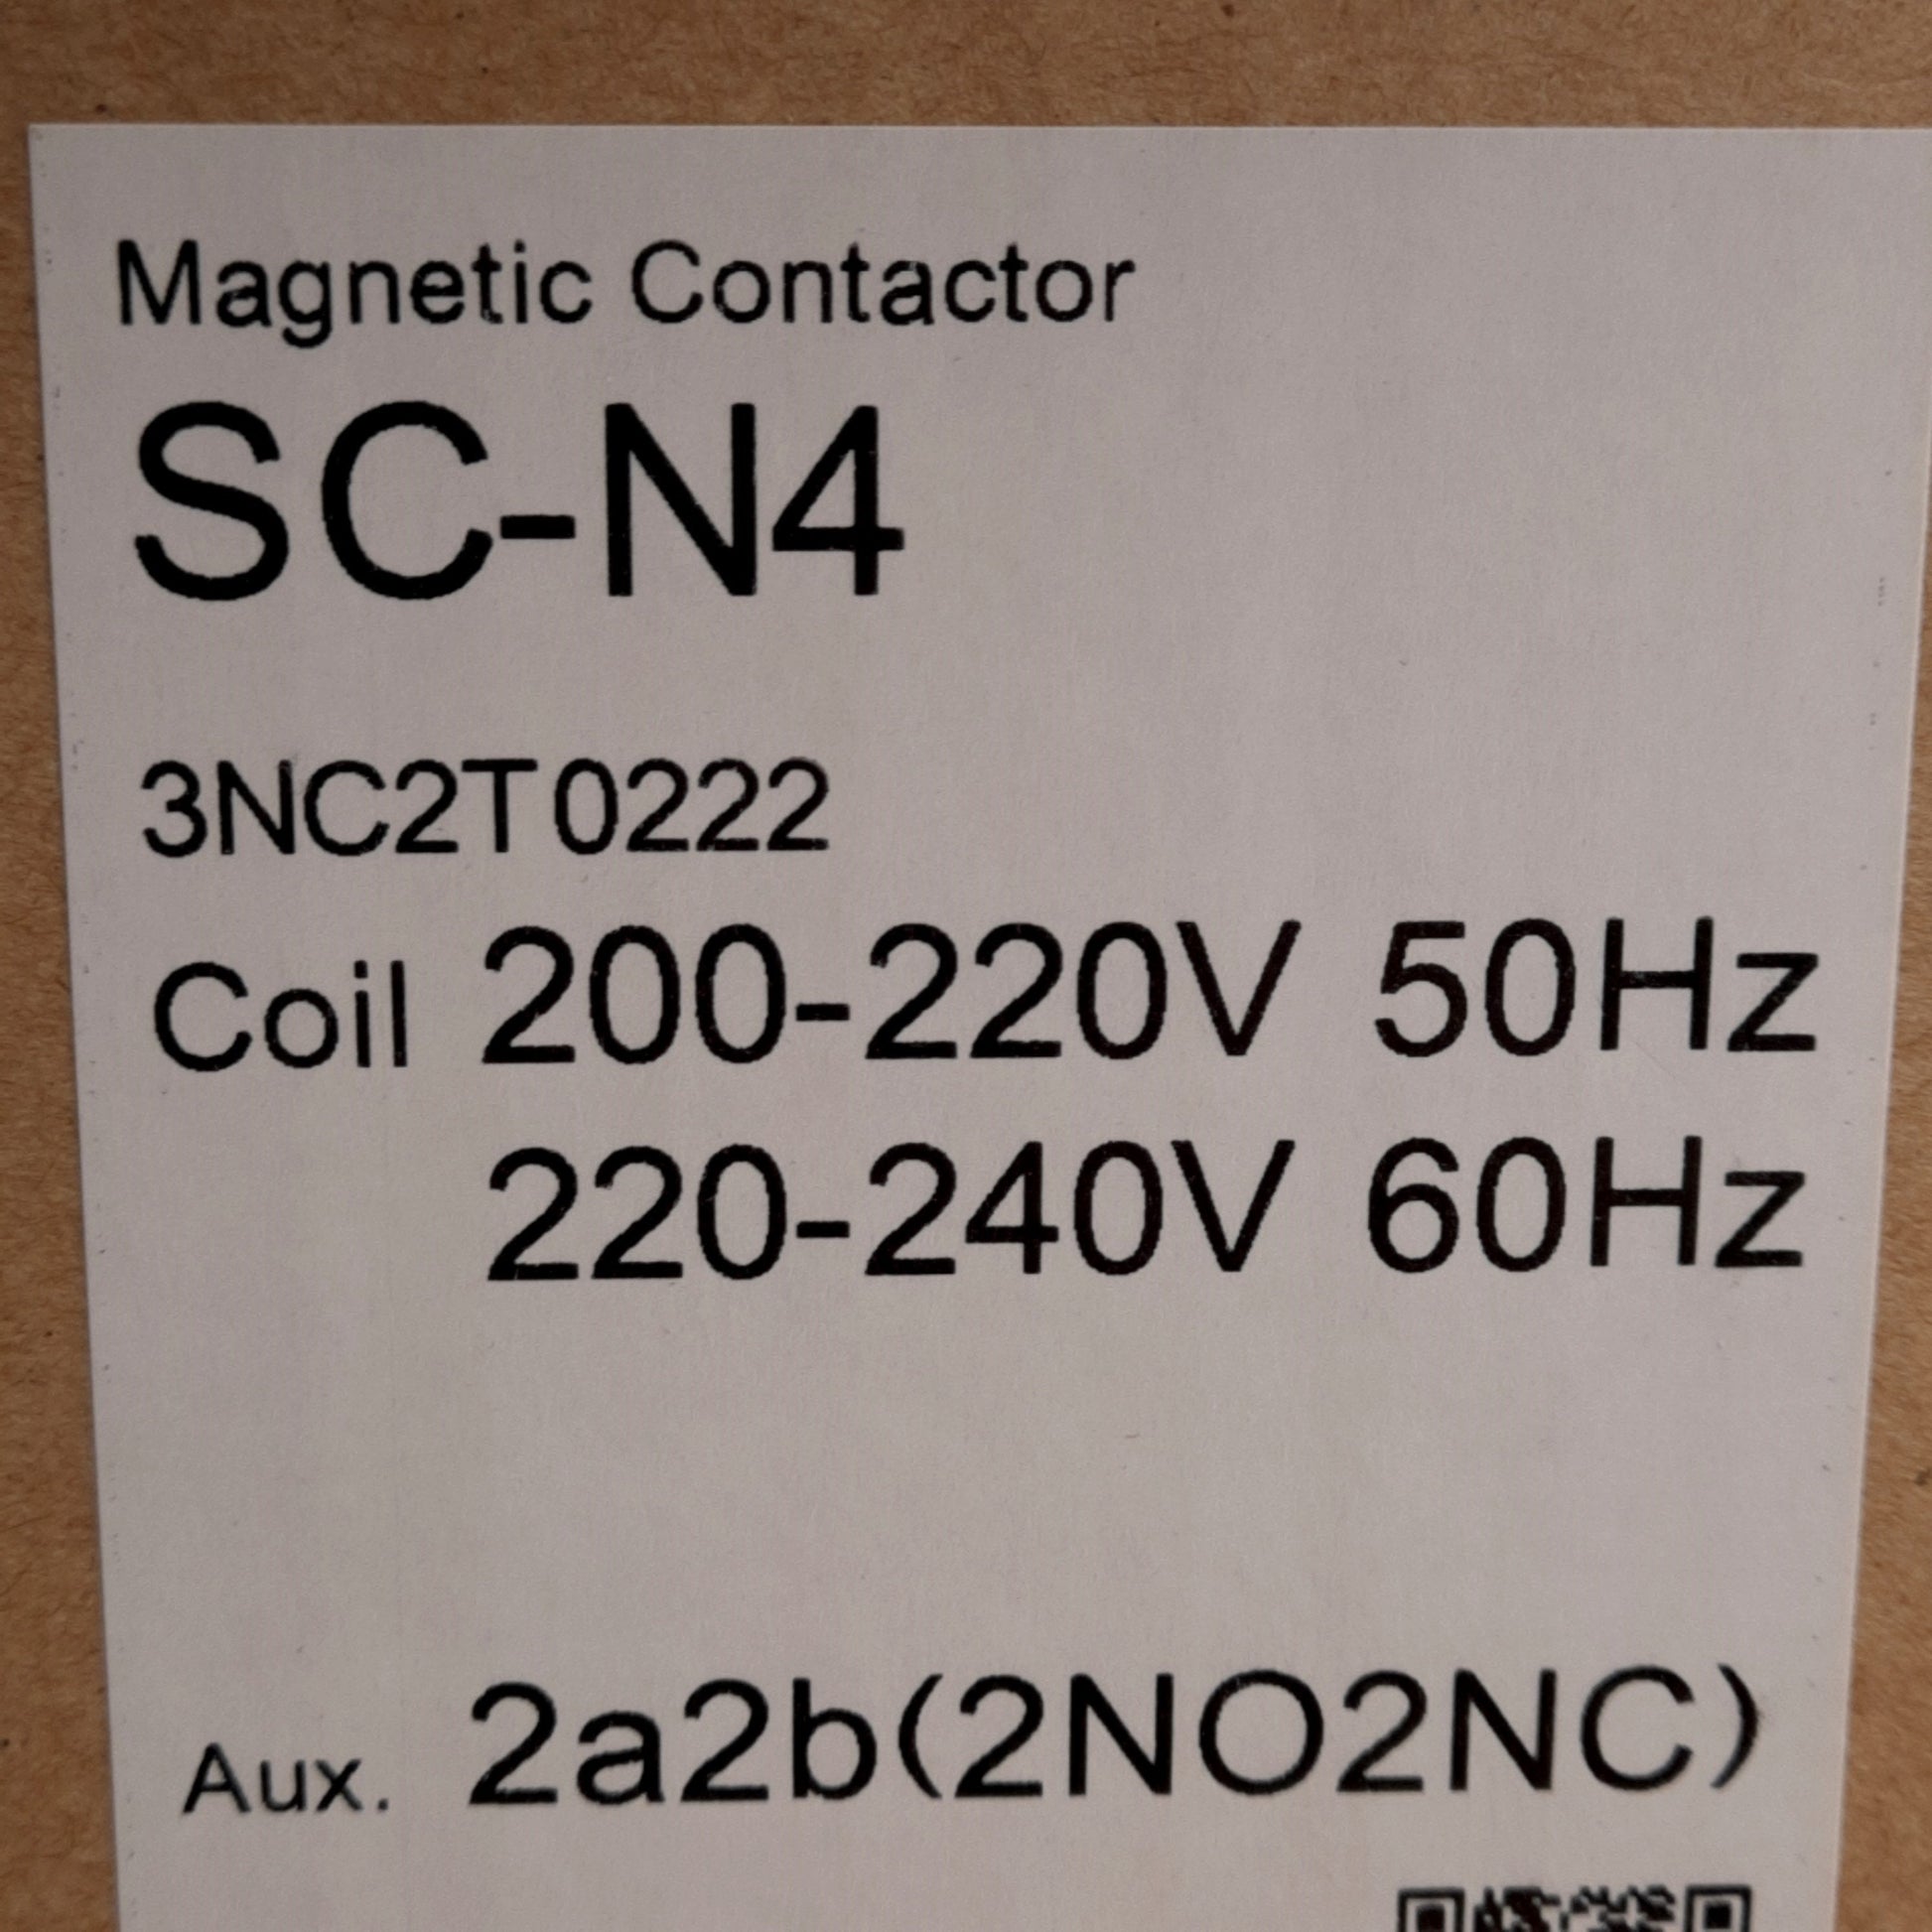 Magnetic Contactor
SC-N4
3NC2T0222
Coil 200-220V 50Hz
220-240V 60Hz
Aux. 2a2b(2NO2NC)